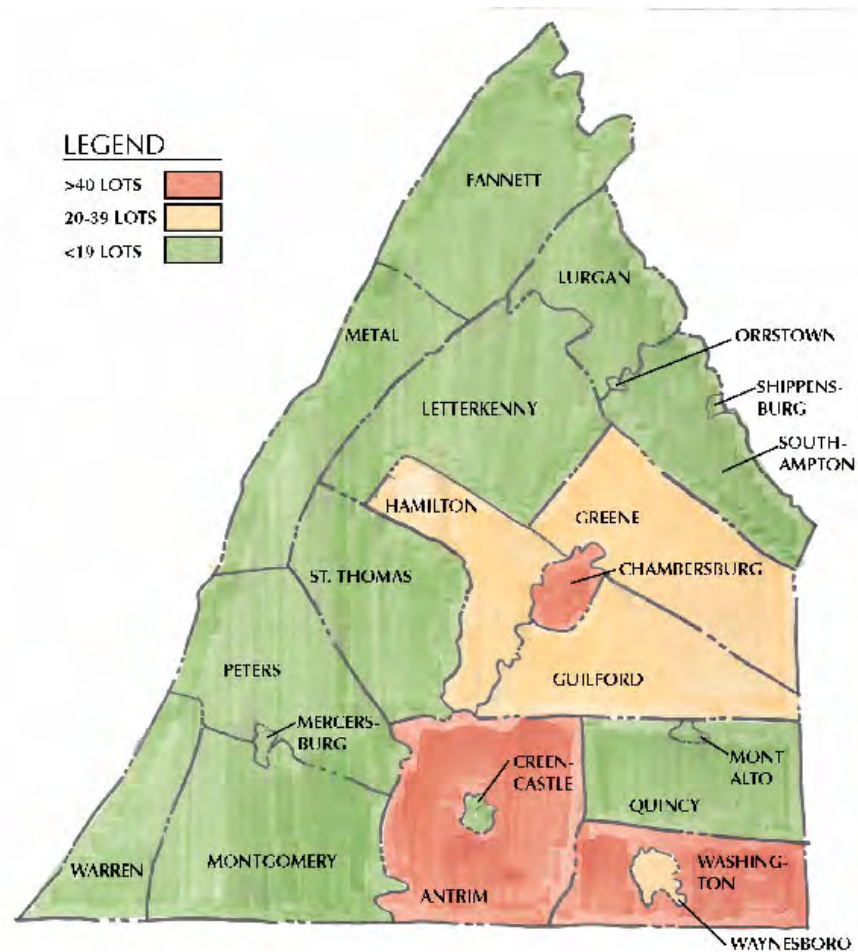 LEGEND
>40 LOTS
20-39 LOTS
<19 LOTS
FANNETT
LURGAN
METAL
ORRSTOWN
LETTERKENNY
SHIPPENS-
BURG
SOUTH-
AMPTON
HAMILTON
GREENE
ST. THOMAS
CHAMBERSBURG
PETERS
GUILFORD
MERCERS-
BURG
GREEN-
CASTLE
MONT
ALTO
QUINCY
WARREN
MONTGOMERY
ANTRIM
WASHING-
TON
WAYNESBORO